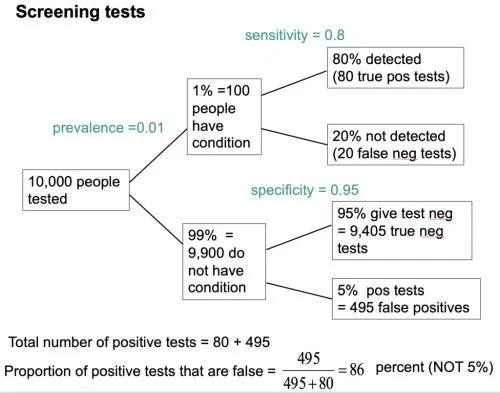 Screening tests
sensitivity = 0.8
80% detected
(80 true pos tests)
1% =100
people
have
condition
prevalence =0.01
20% not detected
(20 false neg tests)
10,000 people
tested
specificity = 0.95
95% give test neg
= 9,405 true neg
tests
99%  =
9,900 do
not have
condition
5%  pos tests
= 495 false positives
Total number of positive tests = 80 + 495
Proportion of positive tests that are false = 495 / 495+80 = 86 percent (NOT 5%)